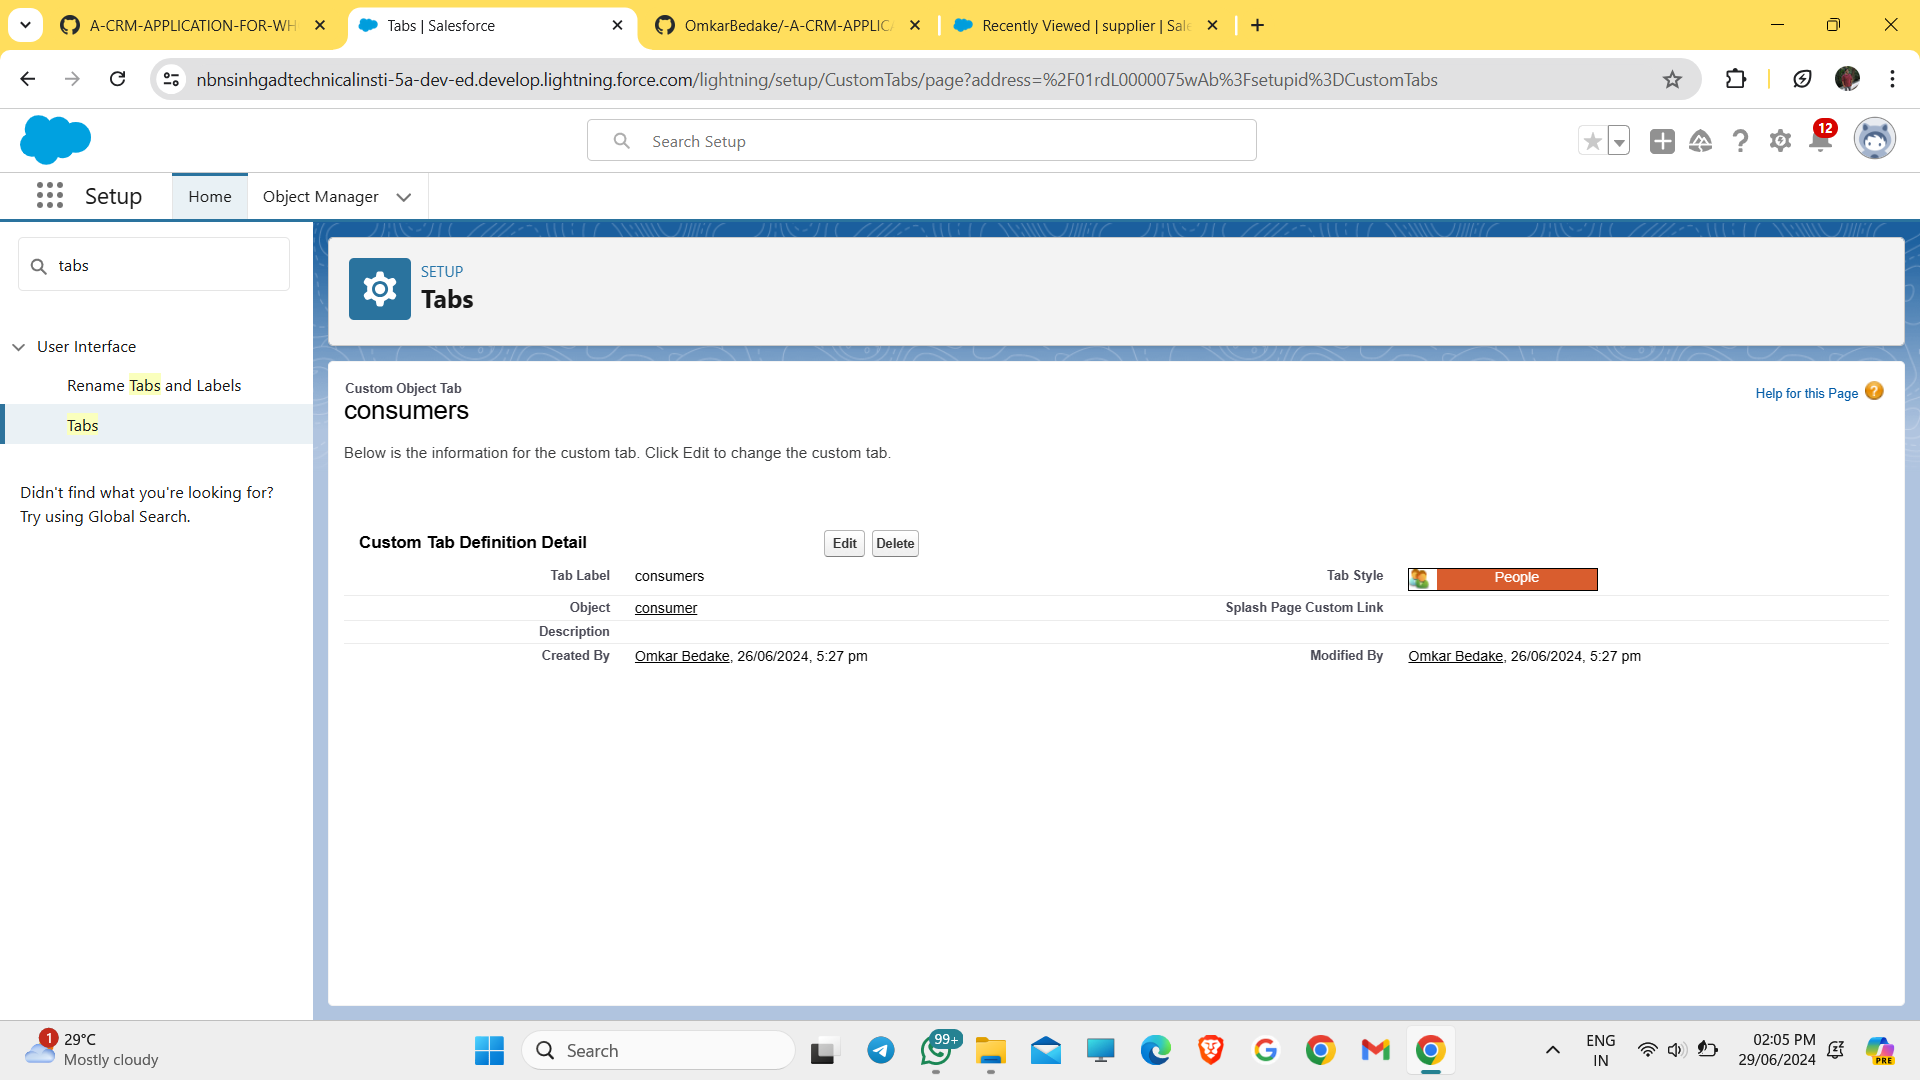 A-CRM-APPLICATION-FOR-WH
Tabs | Salesforce
OmkarBedake/-A-CRM-APPLICA
Recently Viewed | supplier | Sale
nbnsinhgadtechnicalinsti-5a-dev-ed.develop.lightning.force.com/lightning/setup/CustomTabs/page?address=%2F01rdL0000075wAb%3Fsetupid%3DCustomTabs
Search Setup
12
Setup
Home
Object Manager
tabs
User Interface
Rename Tabs and Labels
Tabs
Didn't find what you're looking for?
Try using Global Search.
SETUP
Tabs
Custom Object Tab
consumers
Help for this Page
Below is the information for the custom tab. Click Edit to change the custom tab.
Custom Tab Definition Detail
Edit
Delete
Tab Label consumers
Tab Style People
Object consumer
Splash Page Custom Link
Description
Created By Omkar Bedake, 26/06/2024, 5:27 pm
Modified By Omkar Bedake, 26/06/2024, 5:27 pm
1
29°C
Mostly cloudy
Search
99+
ENG
IN
02:05 PM
29/06/2024
PRE